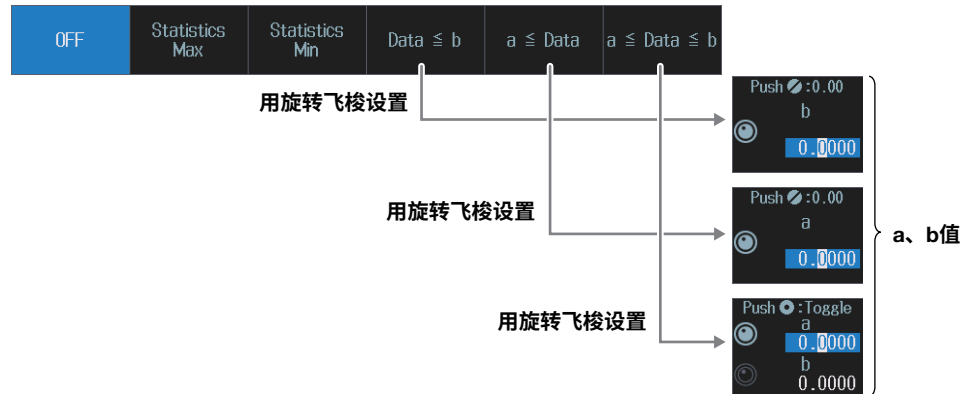 OFF
Statistics
Max
Statistics
Min
Data ≦ b
a ≦ Data
a ≦ Data ≦ b
用旋转飞梭设置
Push :0.00
b
0.0000
用旋转飞梭设置
Push :0.00
a
0.0000
a、b值
用旋转飞梭设置
Push :Toggle
a
0.0000
b
0.0000